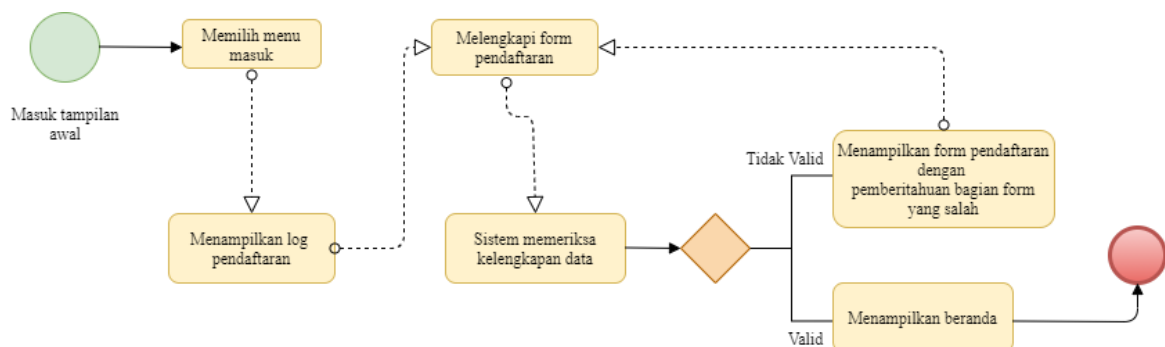 Masuk tampilan
awal
Memilih menu
masuk
Menampilkan log
pendaftaran
Melengkapi form
pendaftaran
Sistem memeriksa
kelengkapan data
Tidak Valid
Menampilkan form pendaftaran
dengan
pemberitahuan bagian form
yang salah
Valid
Menampilkan beranda